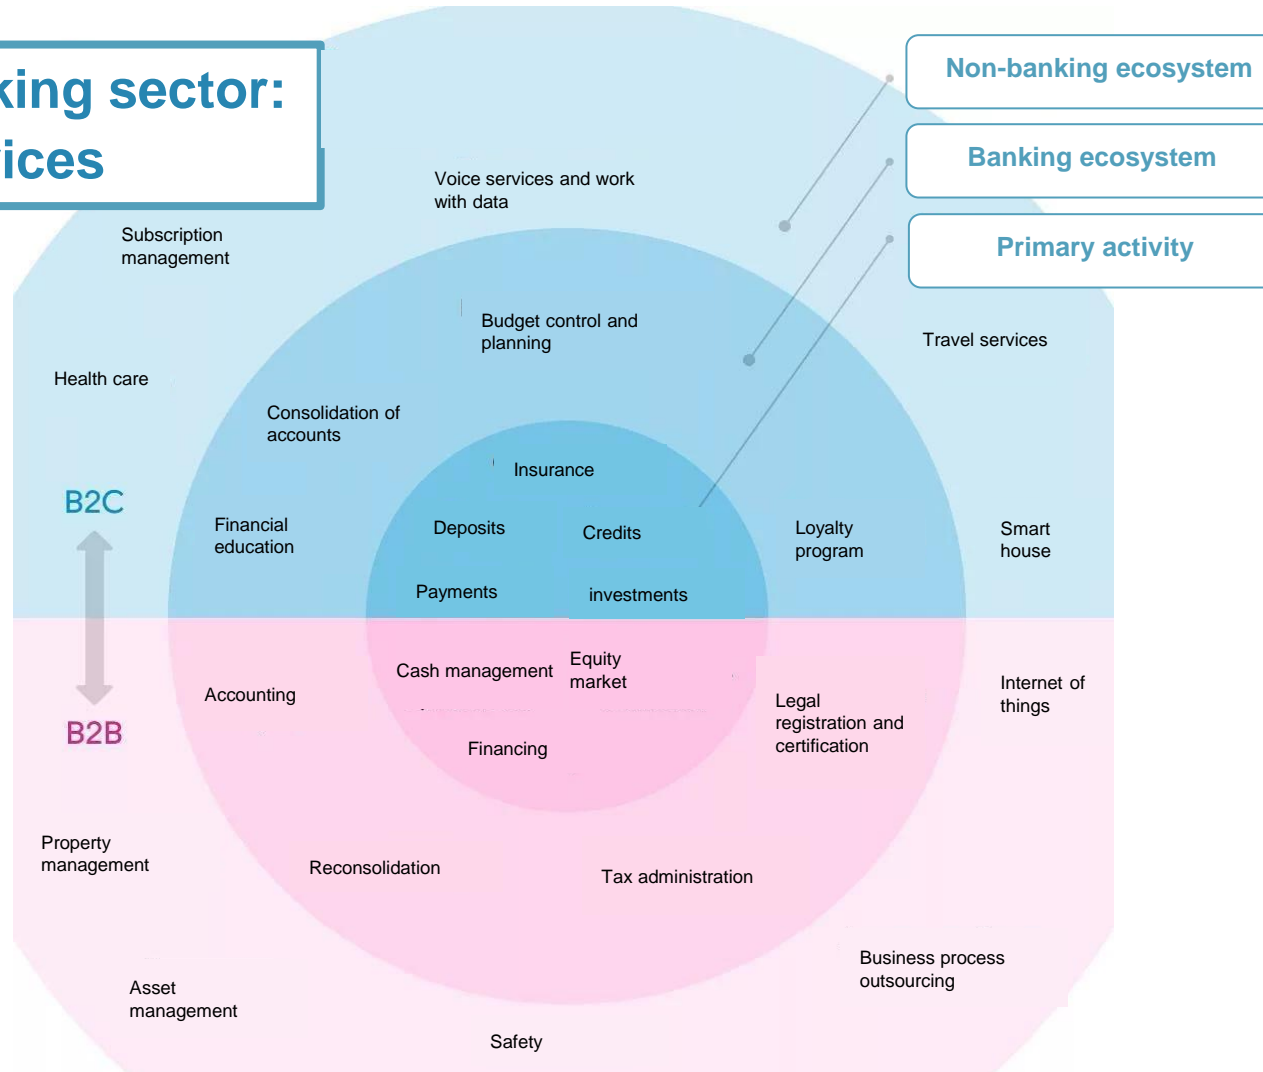 king sector:
vices
Non-banking ecosystem
Banking ecosystem
Primary activity
Voice services and work
with data
Subscription
management
Budget control and
planning
Travel services
Health care
Consolidation of
accounts
Insurance
B2C
Financial
education
Deposits
Credits
Loyalty
program
Smart
house
Payments
investments
Cash management
Equity
market
Accounting
Legal
registration and
certification
Internet of
things
B2B
Financing
Property
management
Reconsolidation
Tax administration
Business process
outsourcing
Asset
management
Safety